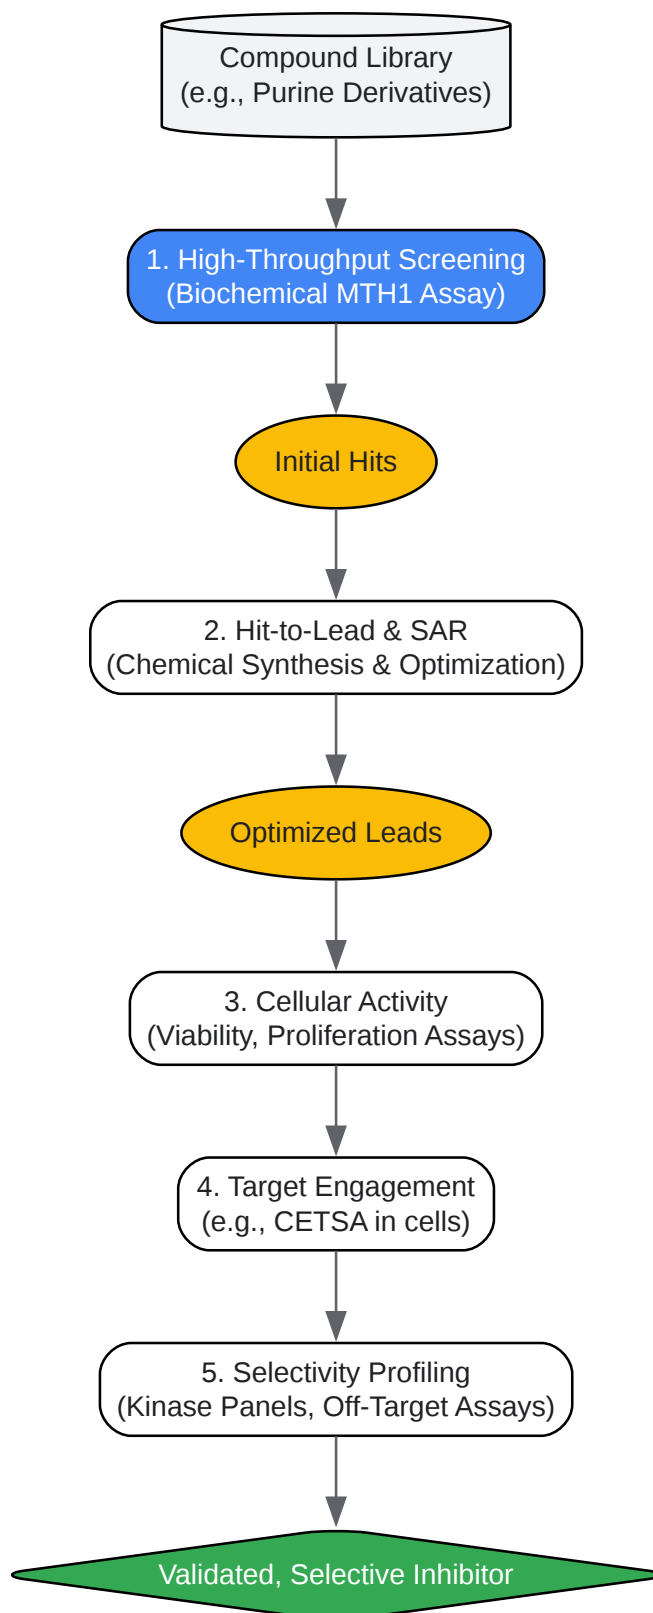 Compound Library
(e.g., Purine Derivatives)
1. High-Throughput Screening
(Biochemical MTH1 Assay)
Initial Hits
2. Hit-to-Lead & SAR
(Chemical Synthesis & Optimization)
Optimized Leads
3. Cellular Activity
(Viability, Proliferation Assays)
4. Target Engagement
(e.g., CETSA in cells)
5. Selectivity Profiling
(Kinase Panels, Off-Target Assays)
Validated, Selective Inhibitor